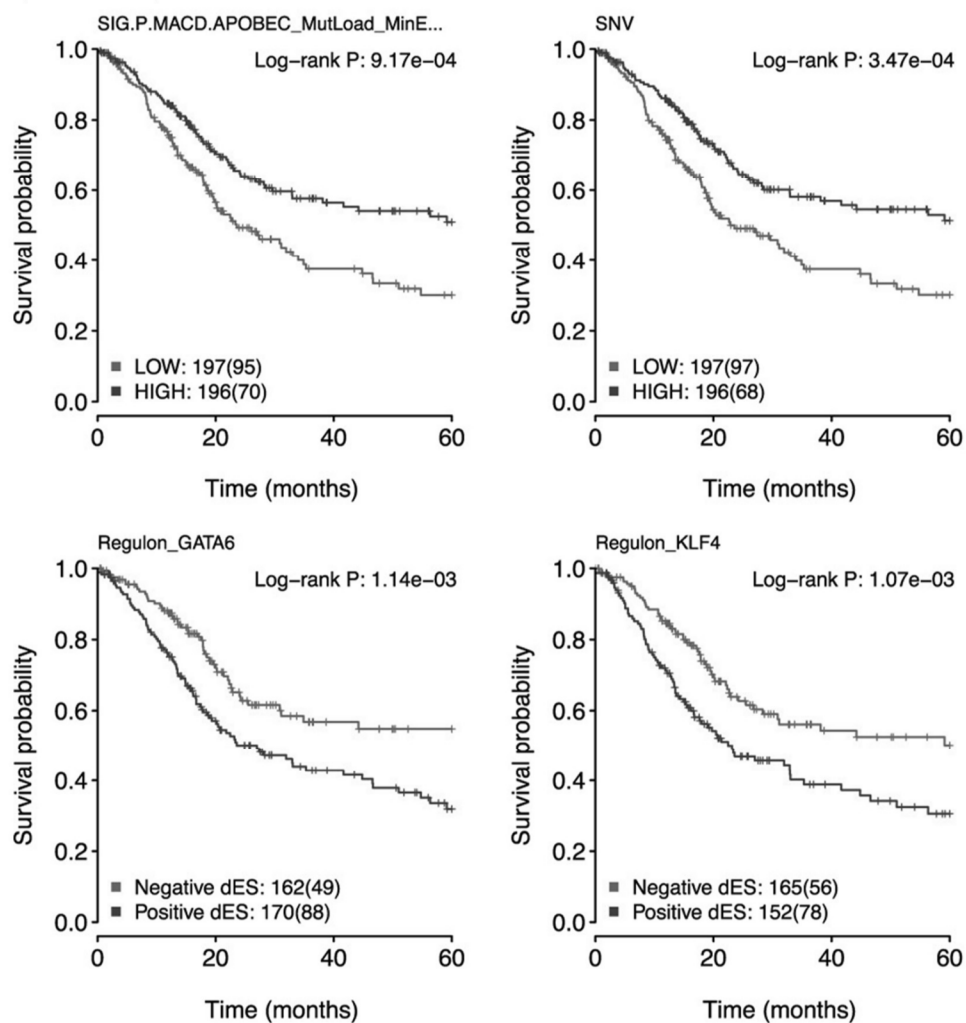 SIG.P.MACD.APOBEC_MutLoad_MinE...
Log−rank P: 9.17e−04
Survival probability
1.0
0.8
0.6
0.4
0.2
0.0
LOW: 197(95)
HIGH: 196(70)
0 20 40 60
Time (months)
SNV
Log−rank P: 3.47e−04
Survival probability
1.0
0.8
0.6
0.4
0.2
0.0
LOW: 197(97)
HIGH: 196(68)
0 20 40 60
Time (months)
Regulon_GATA6
Log−rank P: 1.14e−03
Survival probability
1.0
0.8
0.6
0.4
0.2
0.0
Negative dES: 162(49)
Positive dES: 170(88)
0 20 40 60
Time (months)
Regulon_KLF4
Log−rank P: 1.07e−03
Survival probability
1.0
0.8
0.6
0.4
0.2
0.0
Negative dES: 165(56)
Positive dES: 152(78)
0 20 40 60
Time (months)